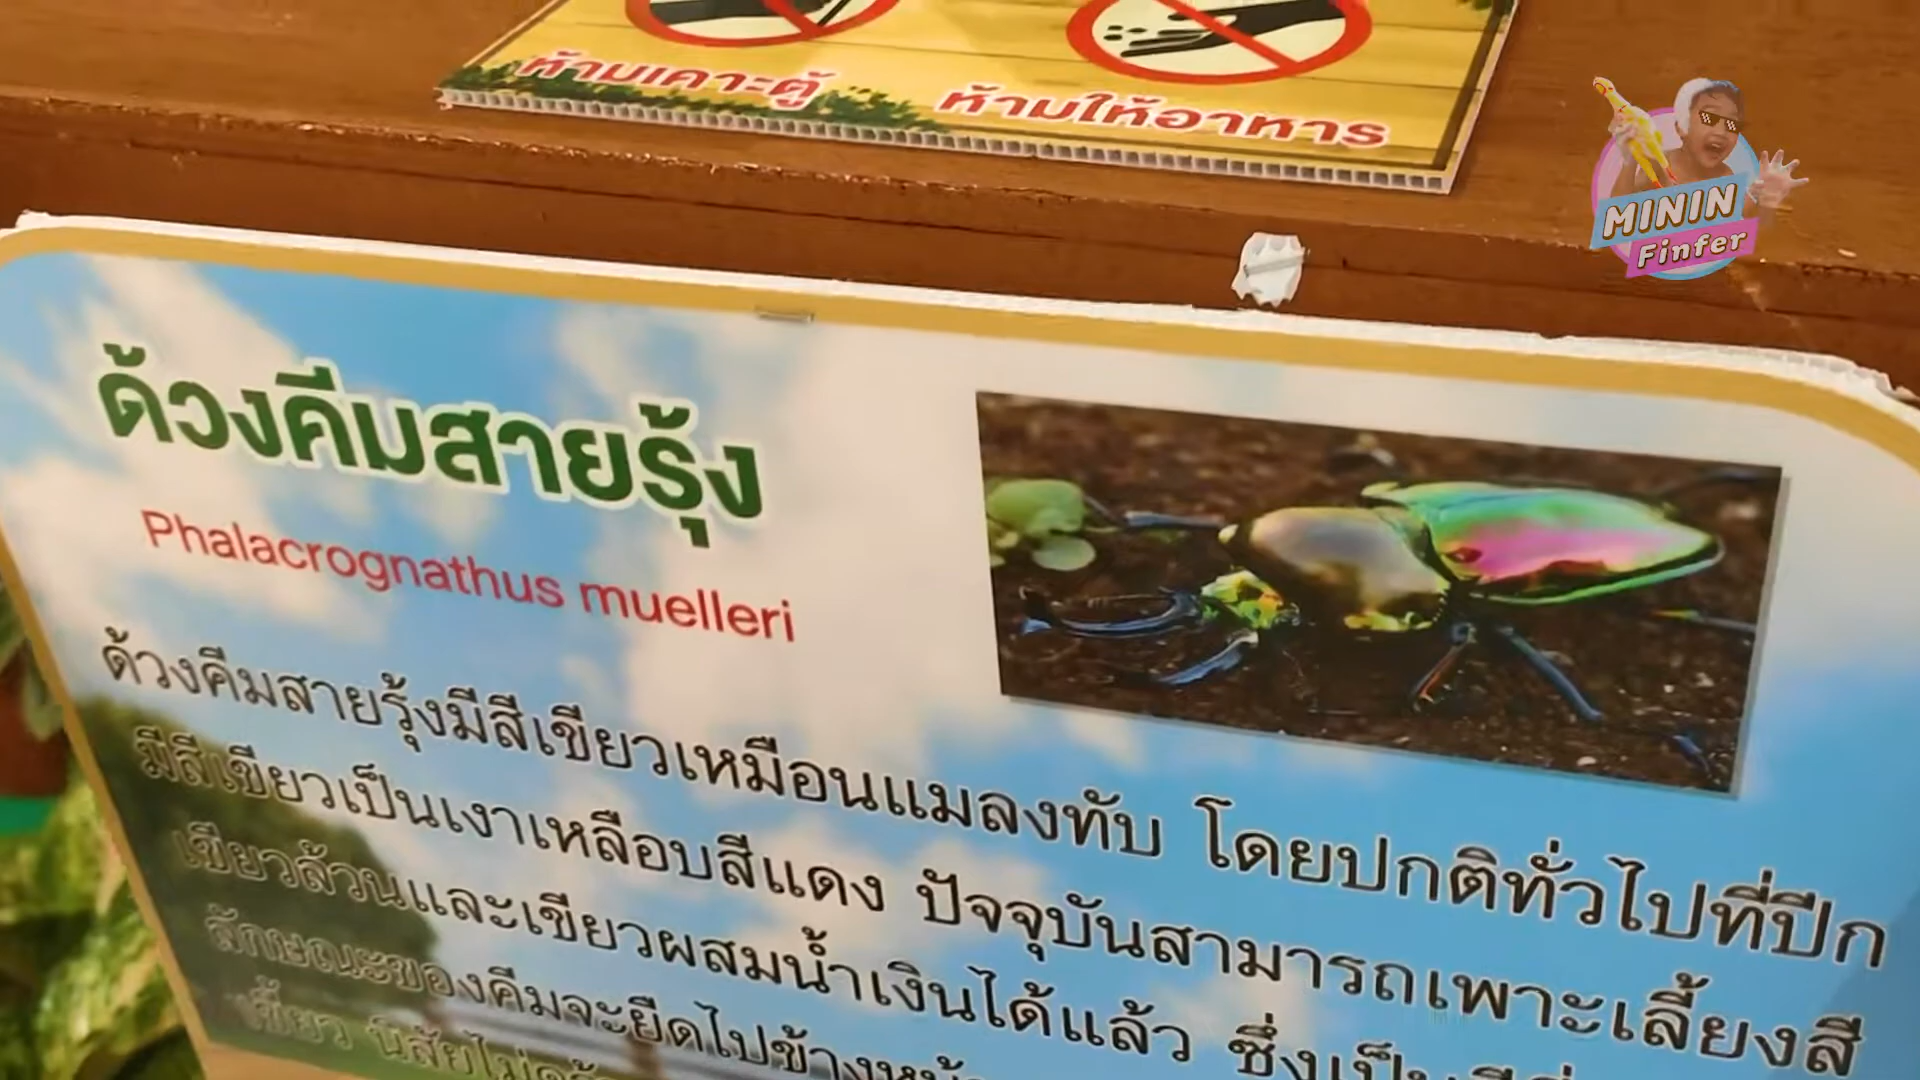 ห้ามเคาะตู้
ห้ามให้อาหาร
MININ
Finfer
ด้วงคีมสายรุ้ง
Phalacrognathus muelleri
ด้วงคีมสายรุ้งมีสีเขียวเหมือนแมลงทับ โดยปกติทั่วไปที่ปีก
มีสีเขียวเป็นเงาเหลือบสีแดง ปัจจุบันสามารถเพาะเลี้ยงสี
เขียวล้วนและเขียวผสมน้ำเงินได้แล้ว ซึ่งเป็น
ลักษณะของคีมจะยืดไปข้าง